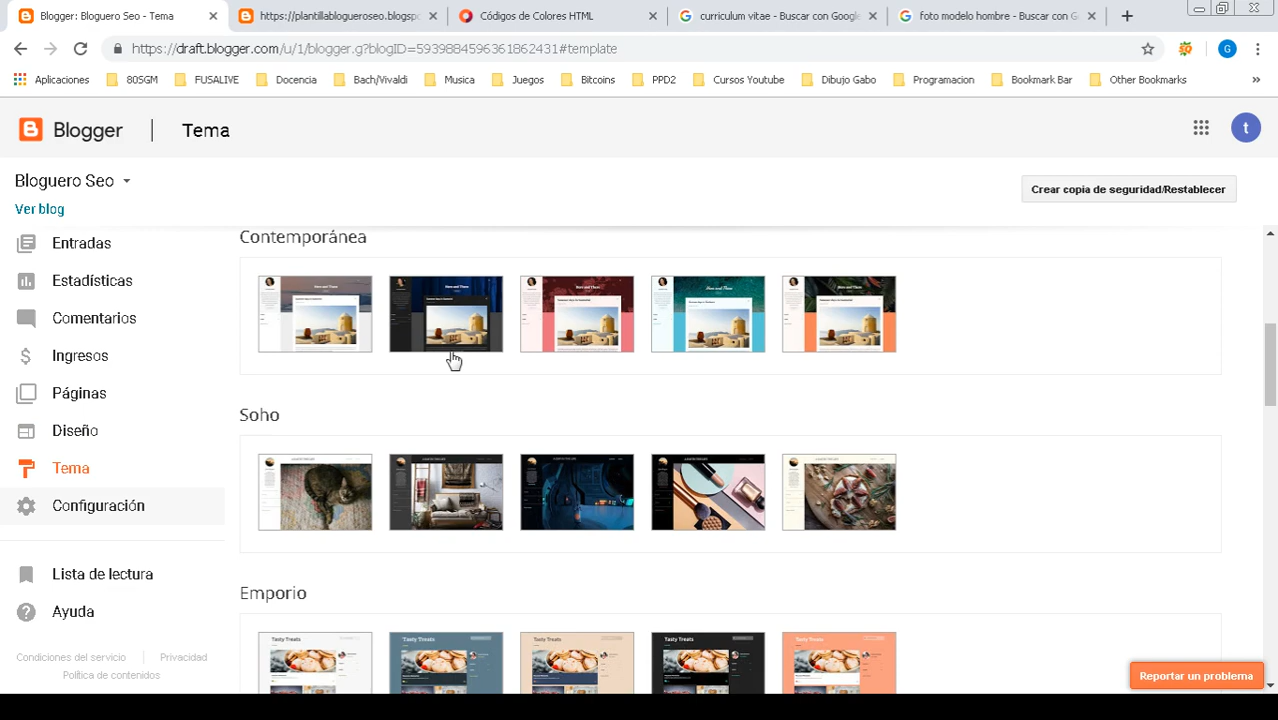 Blogger: Bloguero Seo - Tema
https://plantillablogueroseo.blogspo
Códigos de Colores HTML
curriculum vitae - Buscar con Google
foto modelo hombre - Buscar con G
https://draft.blogger.com/u/1/blogger.g?blogID=5939884596361862431#template
G
Aplicaciones
80SGM
FUSALIVE
Docencia
Bach/Vivaldi
Musica
Juegos
Bitcoins
PPD2
Cursos Youtube
Dibujo Gabo
Programacion
Bookmark Bar
Other Bookmarks
Blogger
Tema
t
Bloguero Seo
Crear copia de seguridad/Restablecer
Ver blog
Entradas
Estadísticas
Comentarios
Ingresos
Páginas
Diseño
Tema
Configuración
Lista de lectura
Ayuda
Condiciones del servicio
Privacidad
Política de contenidos
Contemporánea
Soho
Emporio
Tasty Treats
Tasty Treats
Tasty Treats
Tasty Treats
Tasty Treats
Reportar un problema